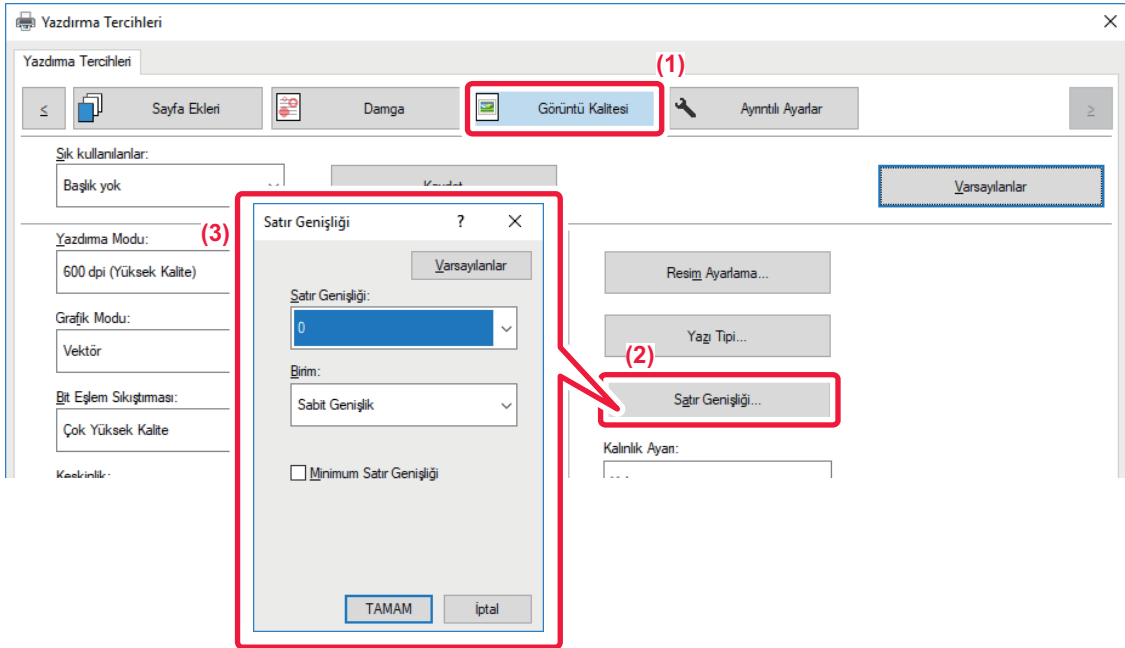 Yazdırma Tercihleri
Yazdırma Tercihleri
(1)
<
Sayfa Ekleri
Damga
Görüntü Kalitesi
Ayrıntılı Ayarlar
>
Sık kullanılanlar:
Başlık yok
Kaydet
Varsayılanlar
Yazdırma Modu:
600 dpi (Yüksek Kalite)
Grafik Modu:
Vektör
Bit Eşlem Sıkıştırması:
Çok Yüksek Kalite
Keskinlik:
(3)
Satır Genişliği
?
Varsayılanlar
Satır Genişliği:
0
Birim:
Sabit Genişlik
Minimum Satır Genişliği
TAMAM
İptal
Resim Ayarlama...
Yazı Tipi...
(2)
Satır Genişliği...
Kalınlık Ayarı: